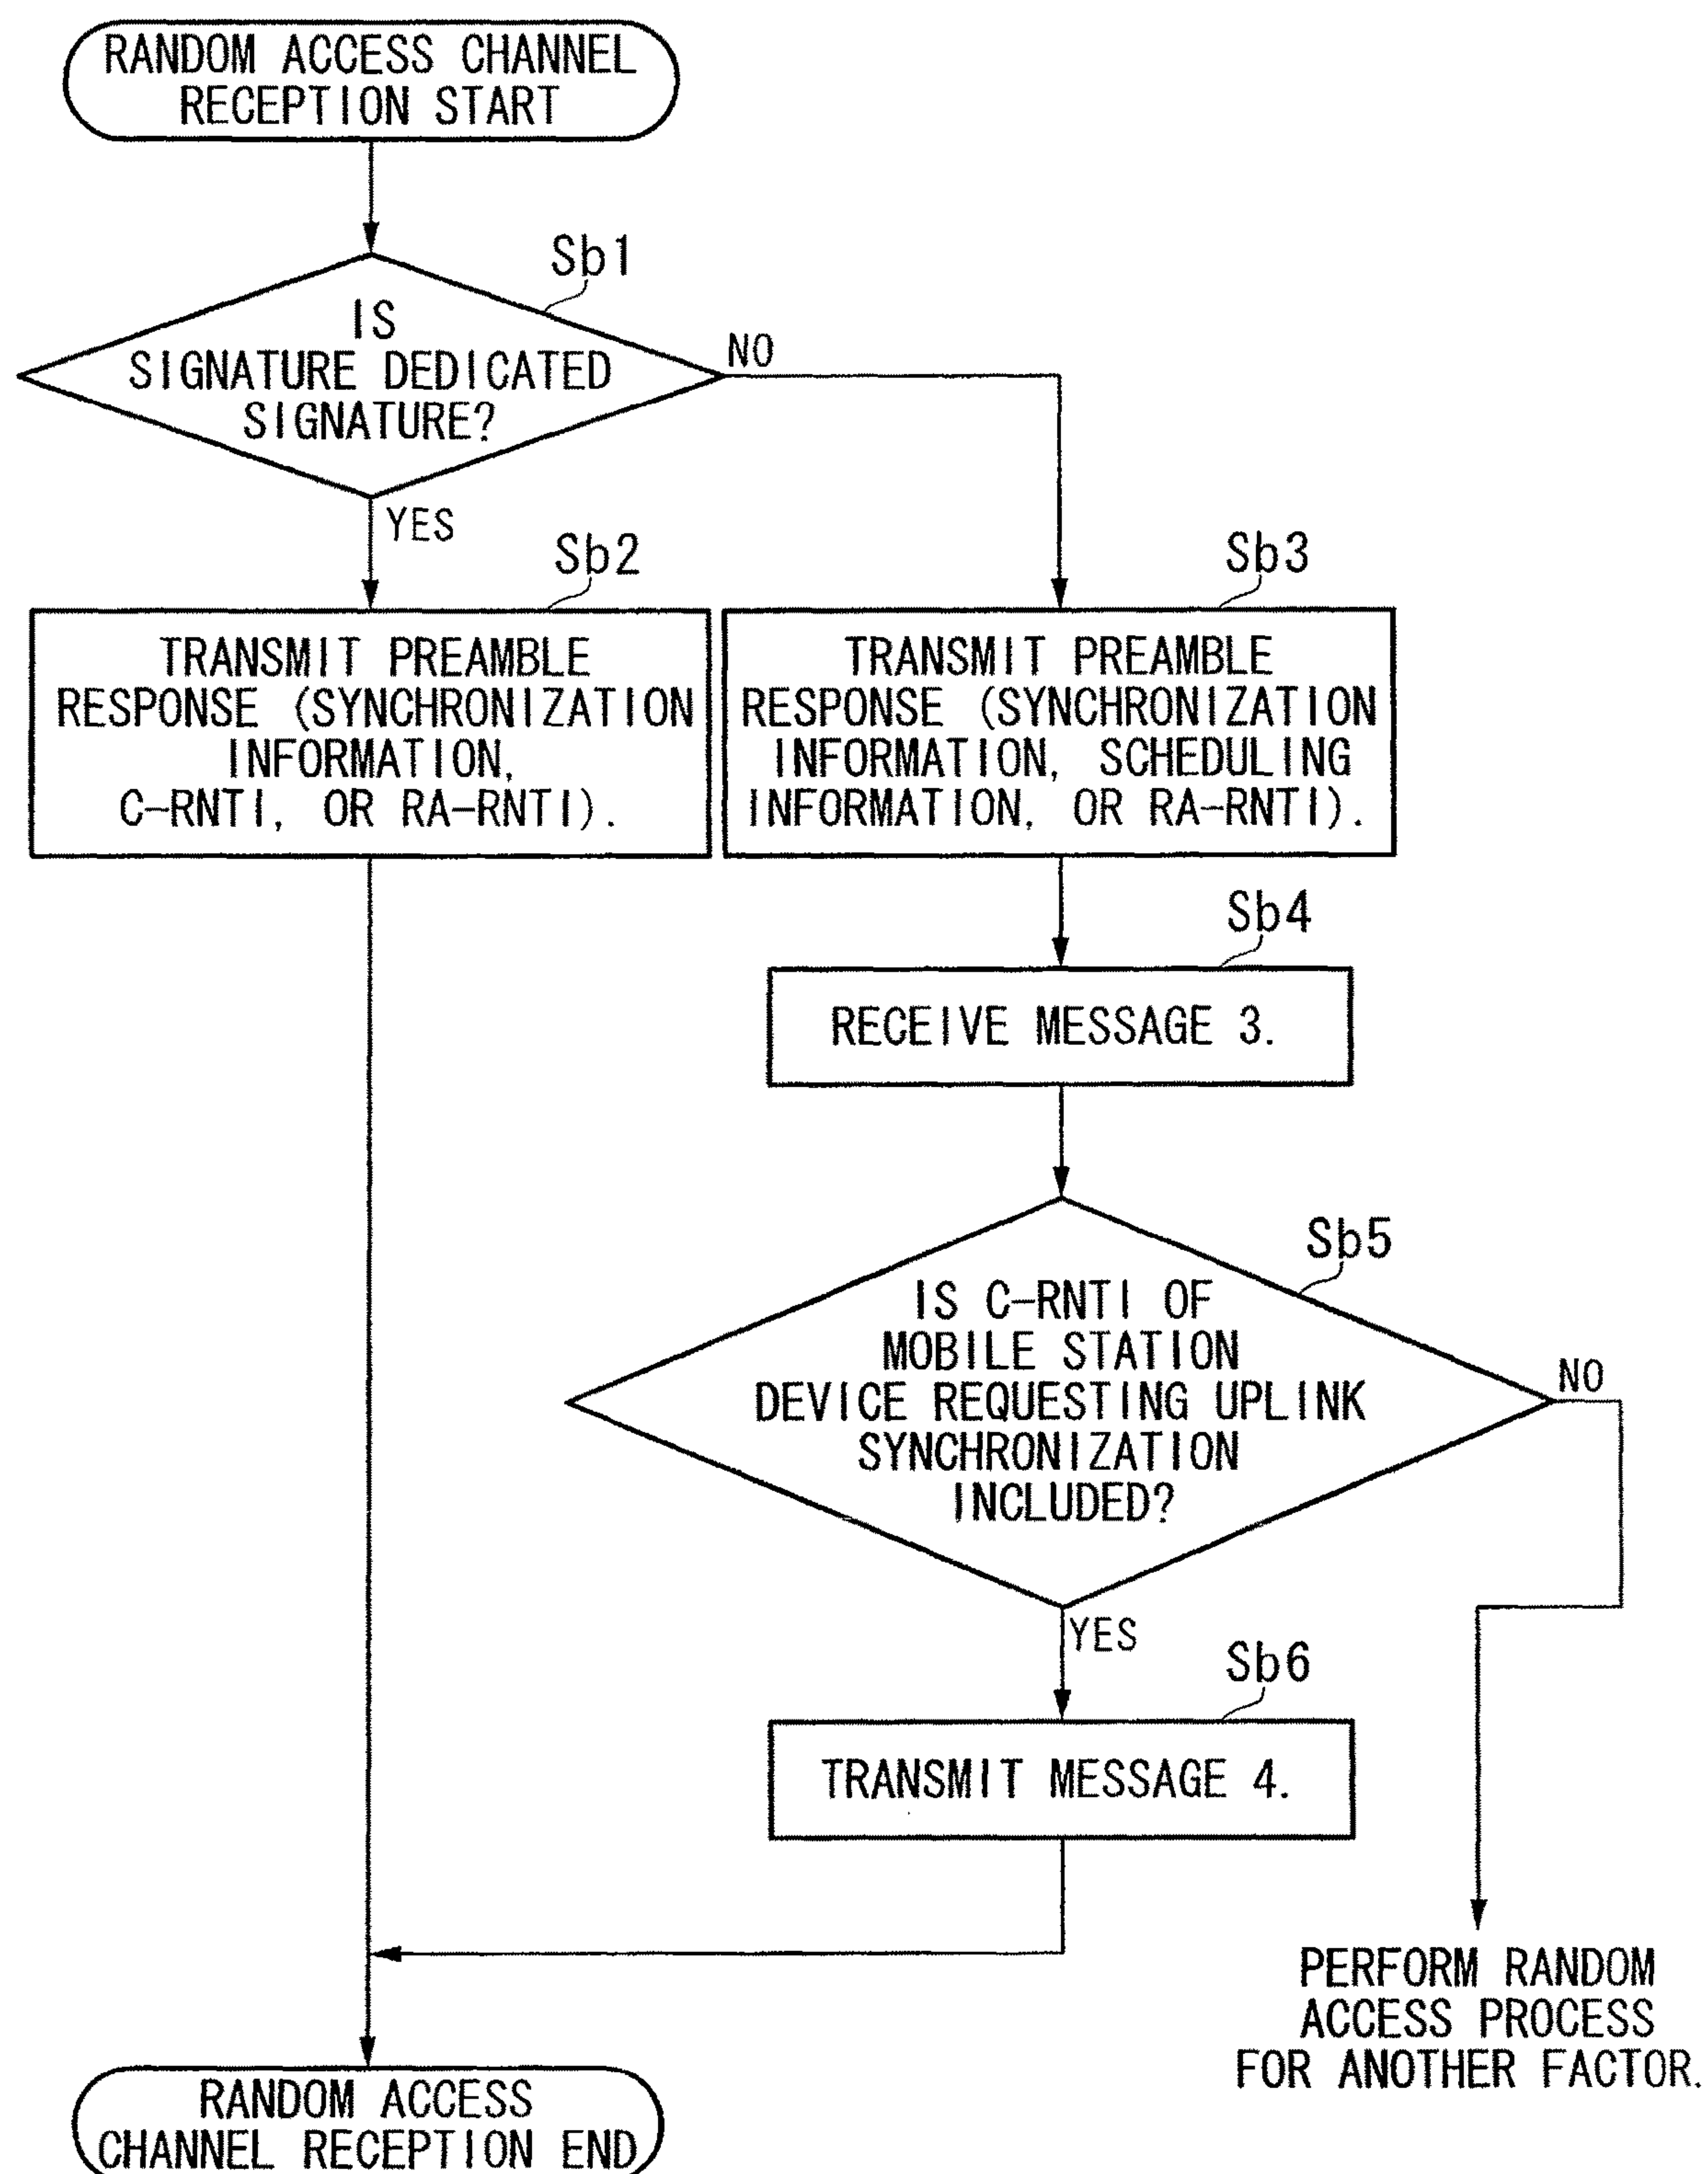 RANDOM ACCESS CHANNEL
RECEPTION START
Sb1
IS
SIGNATURE DEDICATED
SIGNATURE?
NO
YES
Sb2
TRANSMIT PREAMBLE
RESPONSE (SYNCHRONIZATION
INFORMATION,
C-RNTI, OR RA-RNTI).
Sb3
TRANSMIT PREAMBLE
RESPONSE (SYNCHRONIZATION
INFORMATION, SCHEDULING
INFORMATION, OR RA-RNTI).
Sb4
RECEIVE MESSAGE 3.
Sb5
IS C-RNTI OF
MOBILE STATION
DEVICE REQUESTING UPLINK
SYNCHRONIZATION
INCLUDED?
NO
YES
Sb6
TRANSMIT MESSAGE 4.
PERFORM RANDOM
ACCESS PROCESS
FOR ANOTHER FACTOR.
RANDOM ACCESS
CHANNEL RECEPTION END